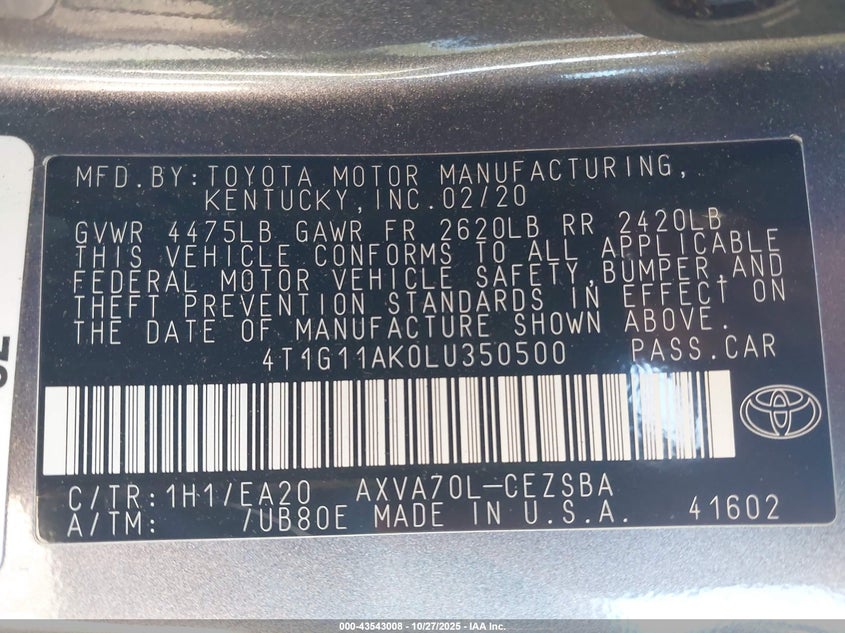 MFD.BY:TOYOTA MOTOR MANUFACTURING,
KENTUCKY,INC.02/20
GVWR 4475LB GAWR FR 2620LB RR 2420LB
THIS VEHICLE CONFORMS TO ALL APPLICABLE
FEDERAL MOTOR VEHICLE SAFETY,BUMPER,AND
THEFT PREVENTION STANDARDS IN EFFECT ON
THE DATE OF MANUFACTURE SHOWN ABOVE.
4T1G11AK0LU350500 PASS.CAR
C/TR:1H1/EA20 AXVA70L-CEZSBA
A/TM: /UB80E MADE IN U.S.A. 41602
000-43543008 | 10/27/2025 | IAA Inc.